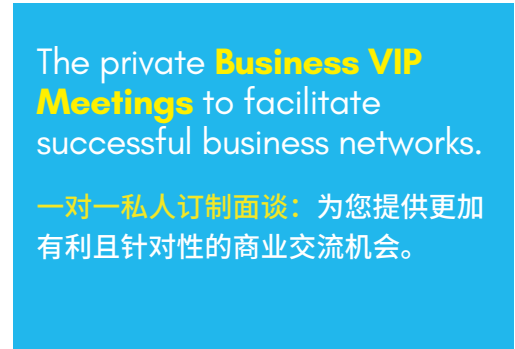 The private Business VIP
Meetings to facilitate
successful business networks.
一对一私人订制面谈：为您提供更加
有利且针对性的商业交流机会。